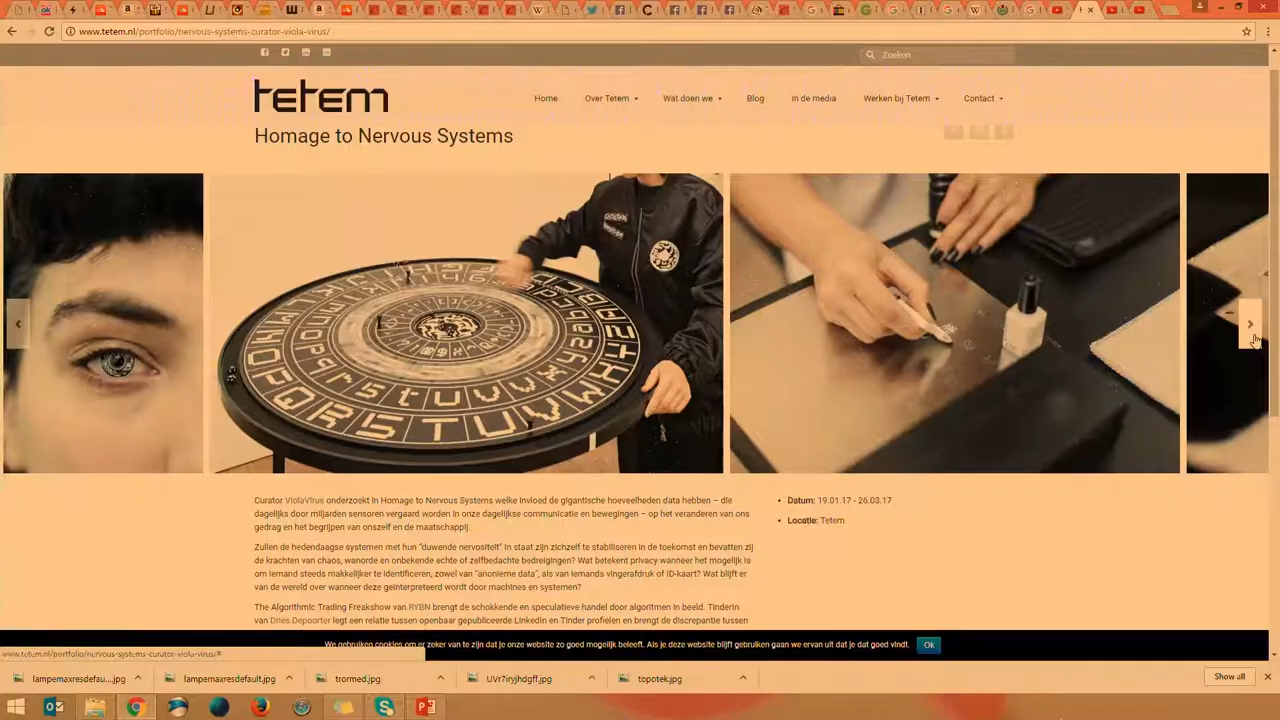 www.tetem.nl/portfolio/nervous-systems-curator-viola-virus/
Zoeken
tetem
Home
Over Tetem
Wat doen we
Blog
In de media
Werken bij Tetem
Contact
Homage to Nervous Systems
Curator ViolaVirus onderzoekt in Homage to Nervous Systems welke invloed de gigantische hoeveelheden data hebben – die
dagelijks door miljarden sensoren vergaard worden in onze dagelijkse communicatie en bewegingen – op het veranderen van ons
gedrag en het begrijpen van onszelf en de maatschappij.
Datum: 19.01.17 - 26.03.17
Locatie: Tetem
Zullen de hedendaagse systemen met hun “duwende nervositeit” in staat zijn zichzelf te stabiliseren in de toekomst en bevatten zij
de krachten van chaos, wanorde en onbekende echte of zelfbedachte bedreigingen? Wat betekent privacy wanneer het mogelijk is
om iemand steeds makkelijker te identificeren, zowel van “anonieme data”, als van iemands vingerafdruk of ID-kaart? Wat blijft er
van de wereld over wanneer deze geïnterpreteerd wordt door machines en systemen?
The Algorithmic Trading Freakshow van RYBN brengt de schokkende en speculatieve handel door algoritmen in beeld. TinderIn
van Dries Depoorter legt een relatie tussen openbaar gepubliceerde LinkedIn en Tinder profielen en brengt de discrepantie tussen
We gebruiken cookies om er zeker van te zijn dat je onze website zo goed mogelijk beleeft. Als je deze website blijft gebruiken gaan we ervan uit dat je dat goed vindt.
Ok
www.tetem.nl/portfolio/nervous-systems-curator-viola-virus/#
lampemaxresdefau....jpg
lampemaxresdefault.jpg
trormed.jpg
UVr7iryjhdgff.jpg
topotek.jpg
Show all